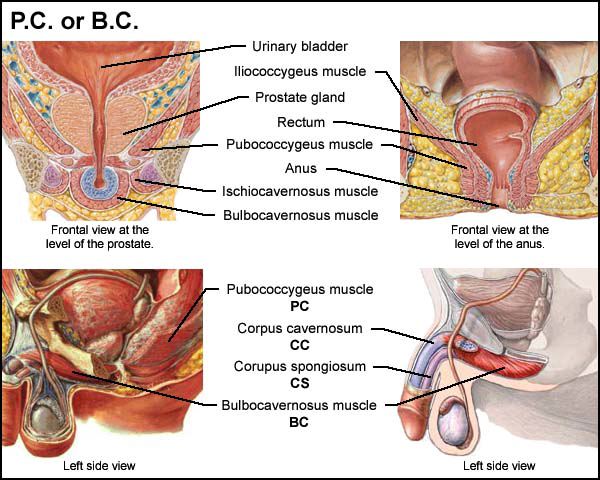 P.C. or B.C.
Urinary bladder
Iliococcygeus muscle
Prostate gland
Rectum
Pubococcygeus muscle
Anus
Ischiocavernosus muscle
Bulbocavernosus muscle
Frontal view at the
level of the prostate.
Frontal view at the
level of the anus.
Pubococcygeus muscle
PC
Corpus cavernosum
CC
Corupus spongiosum
CS
Bulbocavernosus muscle
BC
Left side view
Left side view